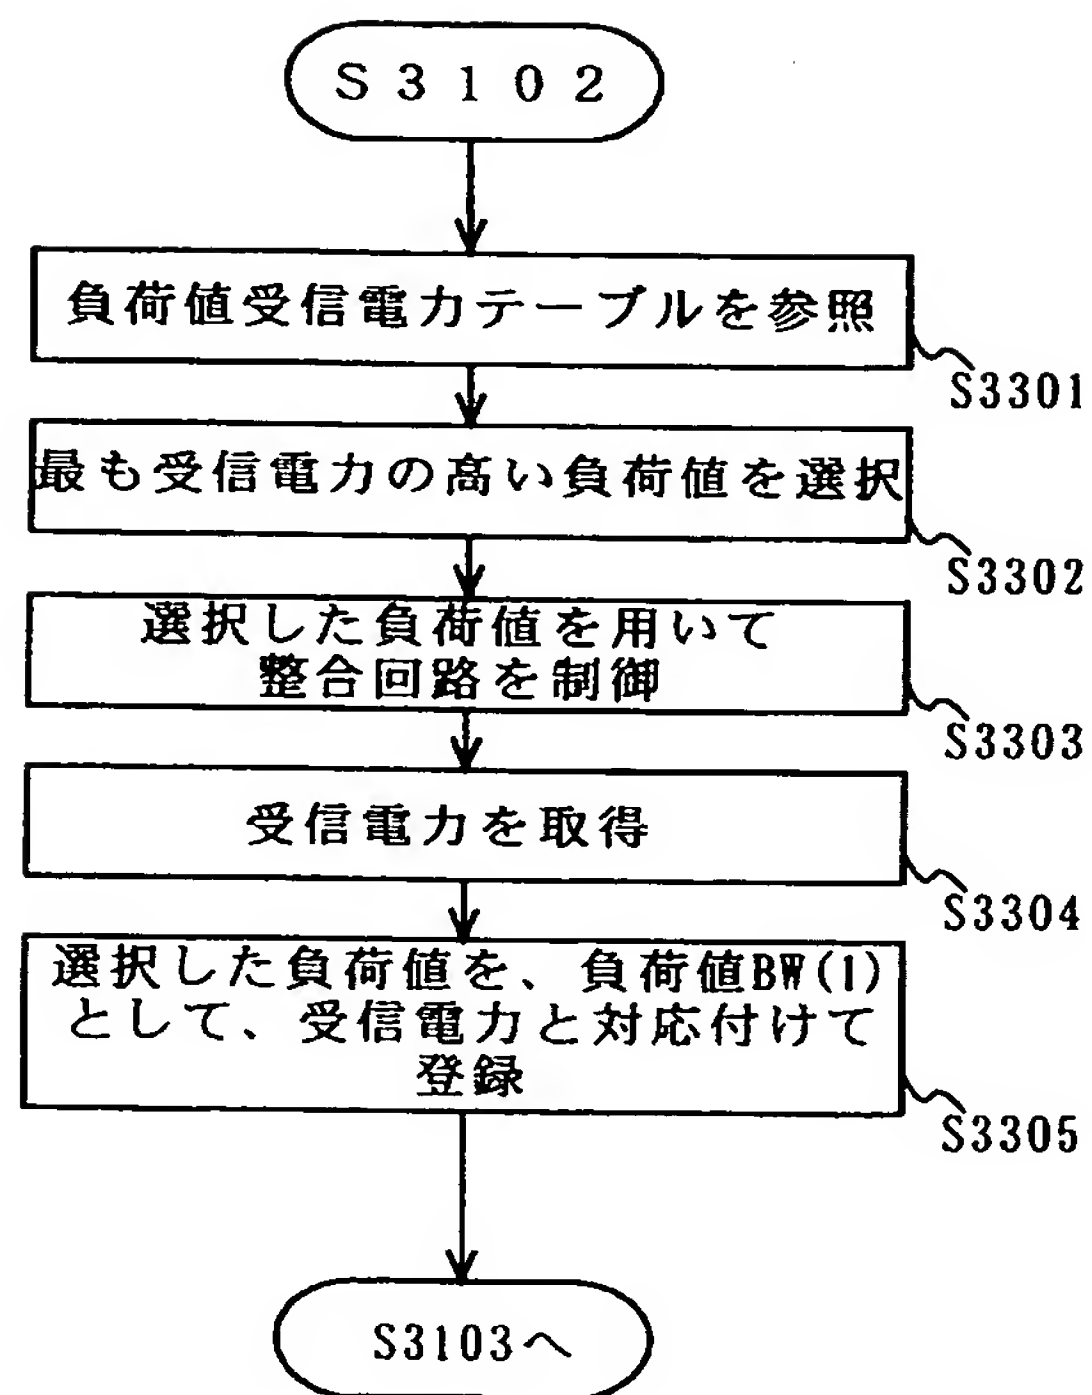 S3102
負荷値受信電力テーブルを参照
S3301
最も受信電力の高い負荷値を選択
S3302
選択した負荷値を用いて
整合回路を制御
S3303
受信電力を取得
S3304
選択した負荷値を、負荷値BW(1)
として、受信電力と対応付けて
登録
S3305
S3103へ